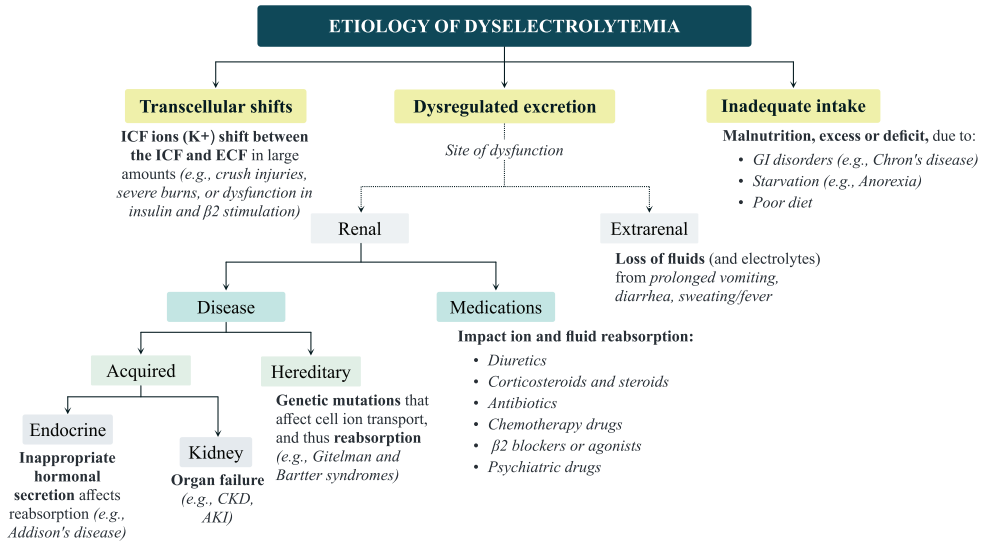 ETIOLOGY OF DYSELECTROLYTEMIA
Transcellular shifts
ICF ions (K+) shift between
the ICF and ECF in large
amounts (e.g., crush injuries,
severe burns, or dysfunction in
insulin and β2 stimulation)
Dysregulated excretion
Site of dysfunction
Inadequate intake
Malnutrition, excess or deficit, due to:
• GI disorders (e.g., Chron's disease)
• Starvation (e.g., Anorexia)
• Poor diet
Renal
Extrarenal
Loss of fluids (and electrolytes)
from prolonged vomiting,
diarrhea, sweating/fever
Disease
Medications
Impact ion and fluid reabsorption:
• Diuretics
• Corticosteroids and steroids
• Antibiotics
• Chemotherapy drugs
• β2 blockers or agonists
• Psychiatric drugs
Acquired
Hereditary
Genetic mutations that
affect cell ion transport,
and thus reabsorption
(e.g., Gitelman and
Bartter syndromes)
Endocrine
Inappropriate
hormonal
secretion affects
reabsorption (e.g.,
Addison's disease)
Kidney
Organ failure
(e.g., CKD,
AKI)